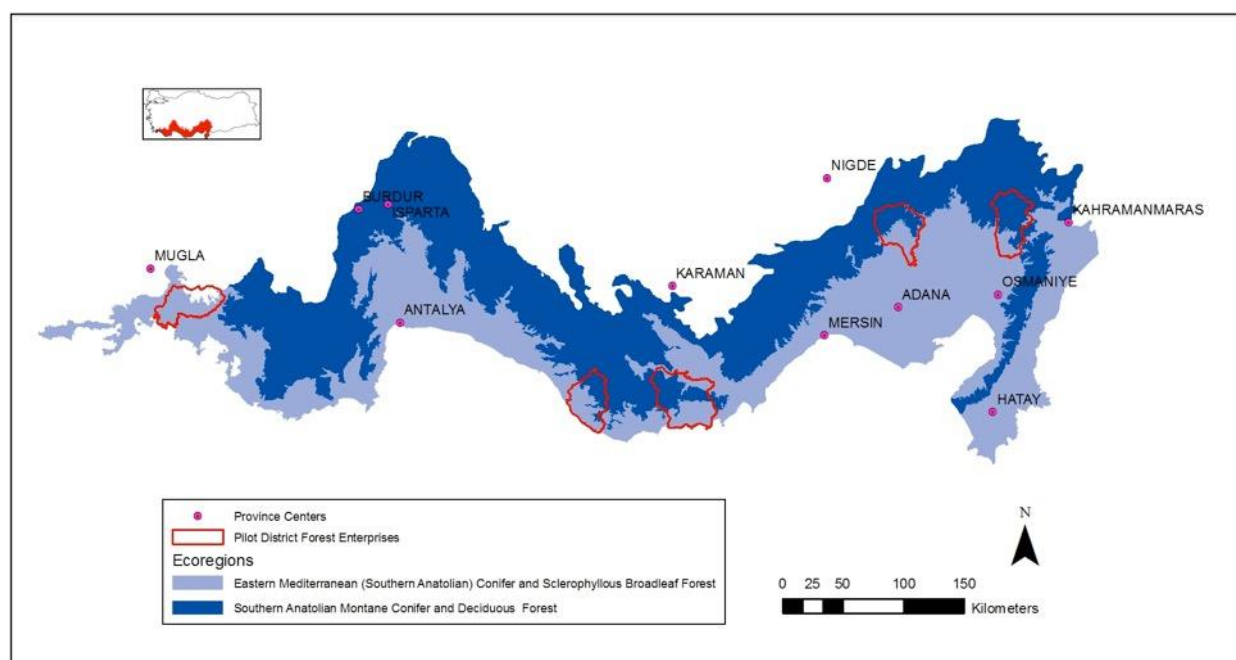 NIGDE
BURDUR
ISPARTA
KAHRAMANMARAS
MUGLA
KARAMAN
OSMANIYE
ADANA
ANTALYA
MERSIN
HATAY
Province Centers
Pilot District Forest Enterprises
Ecoregions
Eastern Mediterranean (Southern Anatolian) Conifer and Sclerophyllous Broadleaf Forest
Southern Anatolian Montane Conifer and Deciduous Forest
N
0 25 50 100 150
Kilometers